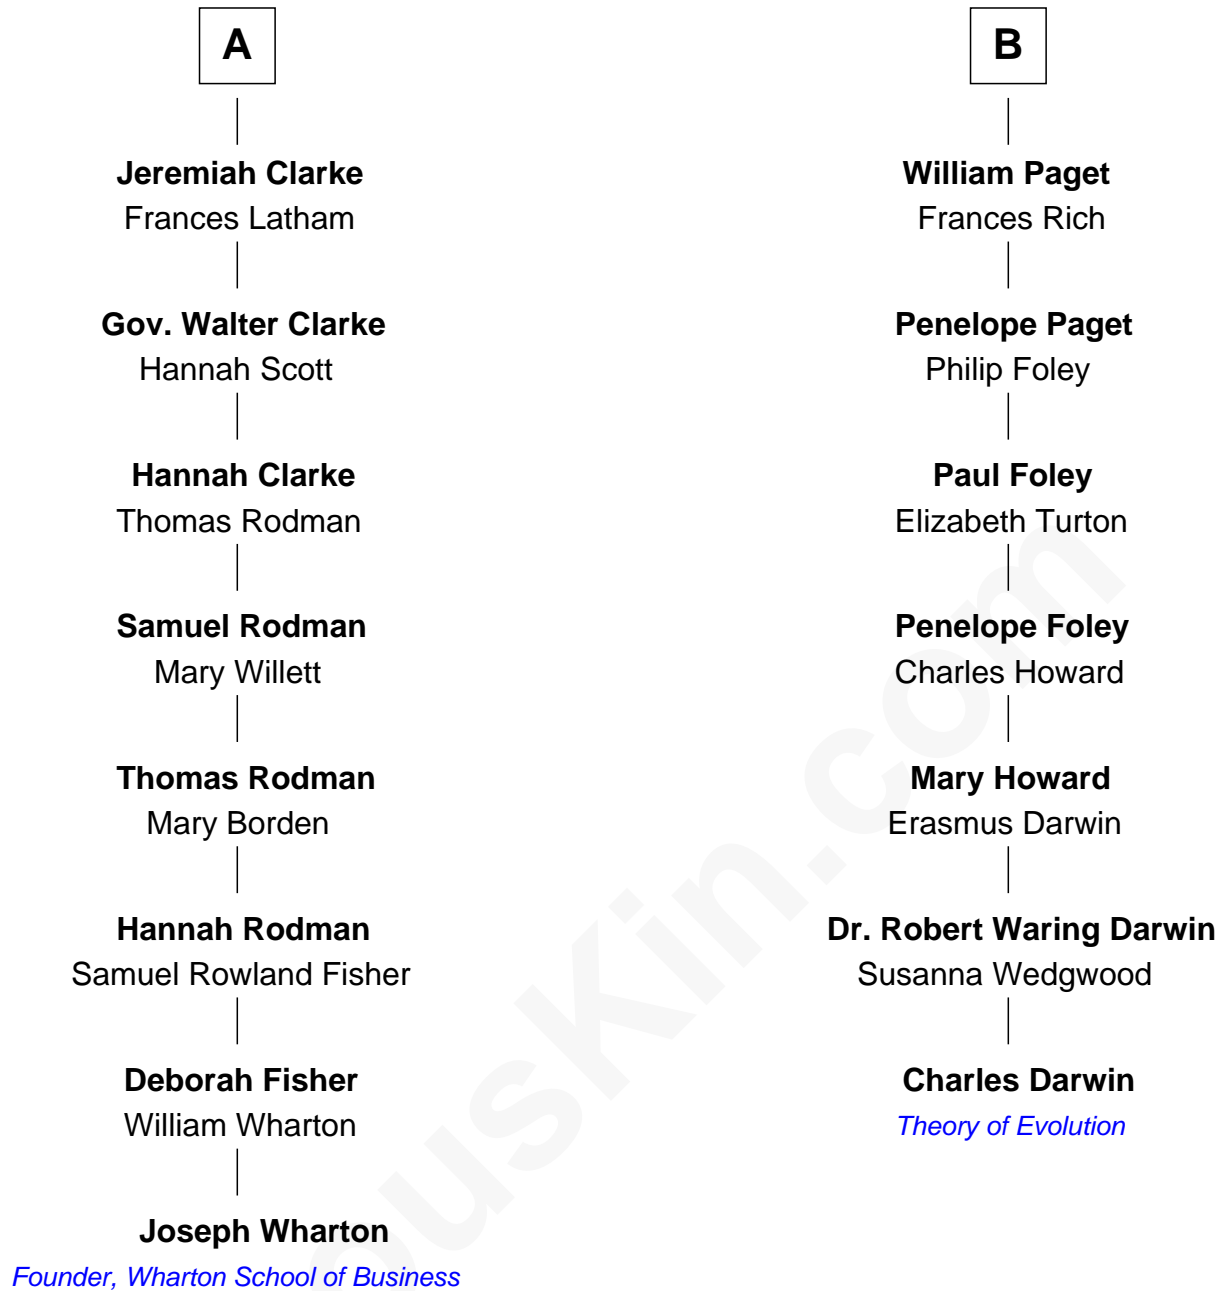 A
Jeremiah Clarke
Frances Latham
Gov. Walter Clarke
Hannah Scott
Hannah Clarke
Thomas Rodman
Samuel Rodman
Mary Willett
Thomas Rodman
Mary Borden
Hannah Rodman
Samuel Rowland Fisher
Deborah Fisher
William Wharton
Joseph Wharton
Founder, Wharton School of Business
B
William Paget
Frances Rich
Penelope Paget
Philip Foley
Paul Foley
Elizabeth Turton
Penelope Foley
Charles Howard
Mary Howard
Erasmus Darwin
Dr. Robert Waring Darwin
Susanna Wedgwood
Charles Darwin
Theory of Evolution
ousKin.com